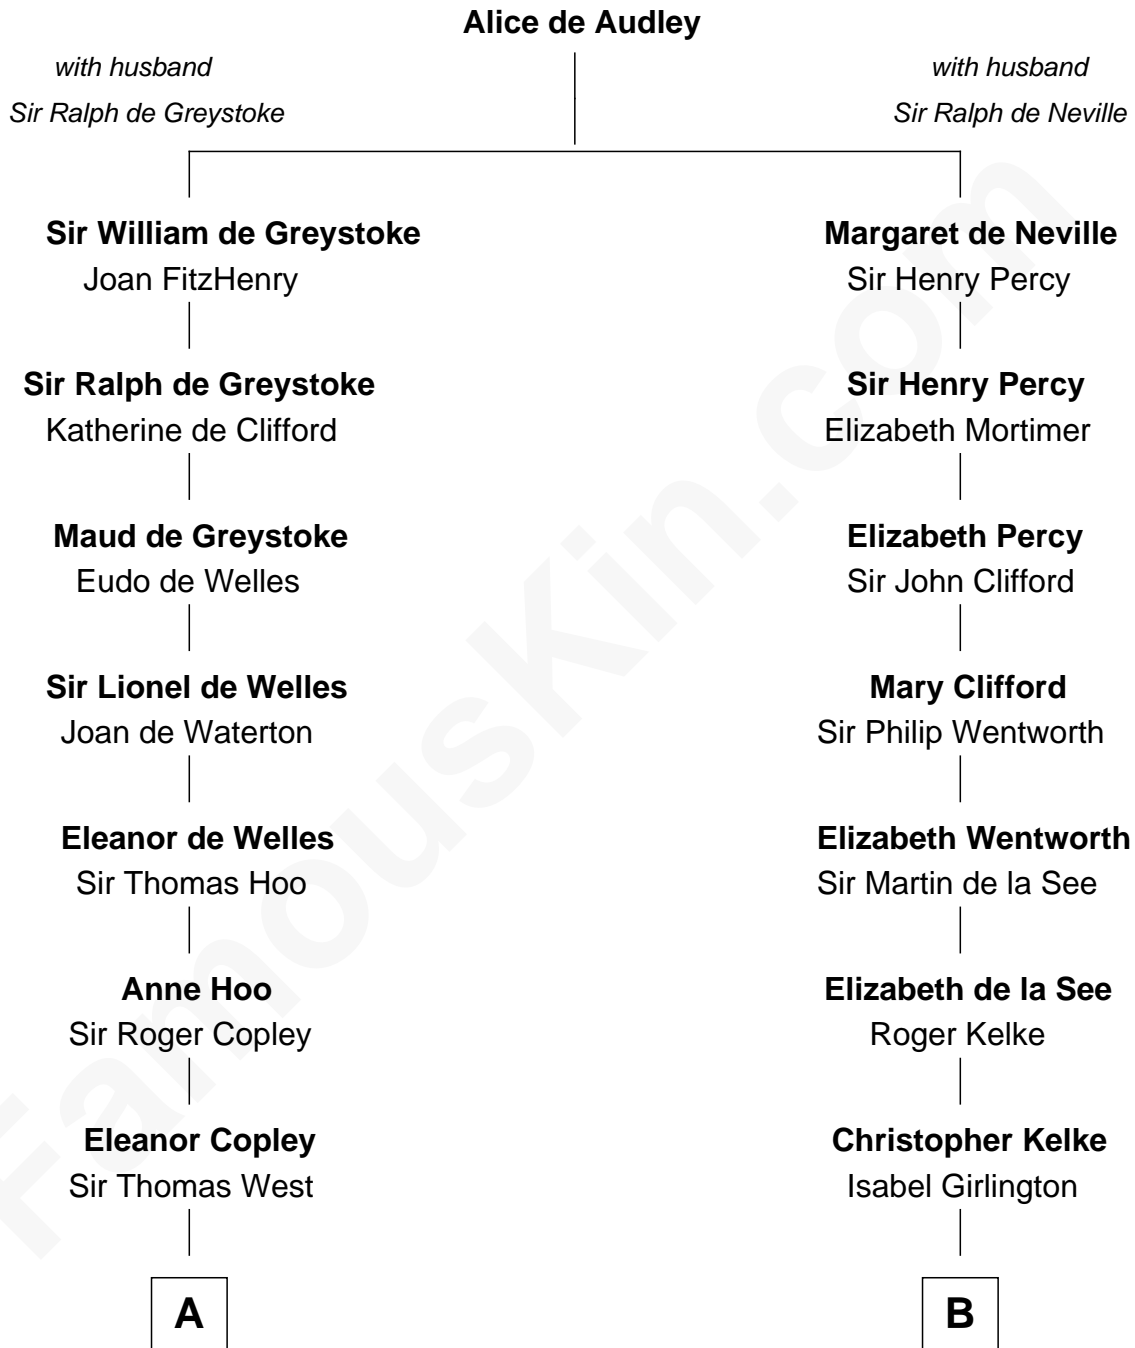 Alice de Audley
with husband
Sir Ralph de Greystoke
with husband
Sir Ralph de Neville
Sir William de Greystoke
Joan FitzHenry
Margaret de Neville
Sir Henry Percy
Sir Ralph de Greystoke
Katherine de Clifford
Sir Henry Percy
Elizabeth Mortimer
Maud de Greystoke
Eudo de Welles
Elizabeth Percy
Sir John Clifford
Sir Lionel de Welles
Joan de Waterton
Mary Clifford
Sir Philip Wentworth
Eleanor de Welles
Sir Thomas Hoo
Elizabeth Wentworth
Sir Martin de la See
Anne Hoo
Sir Roger Copley
Elizabeth de la See
Roger Kelke
Eleanor Copley
Sir Thomas West
Christopher Kelke
Isabel Girlington
A
B
FamousKin.com